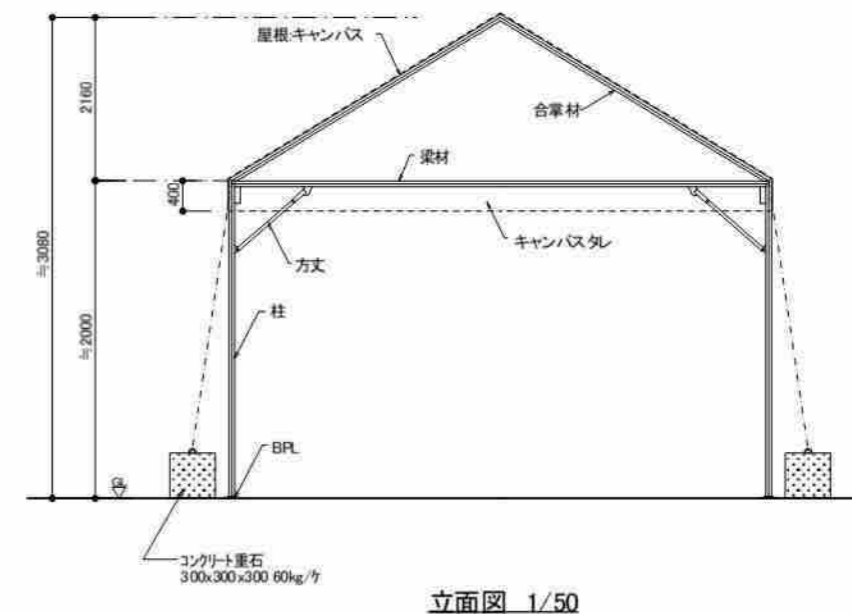 屋根:キャンバス
合掌材
梁材
2160
400
キャンバスタレ
方丈
≒3080
≒2000
柱
BPL
GL
コンクリート重石
300x300x300 60kg/ケ
立面図 1/50